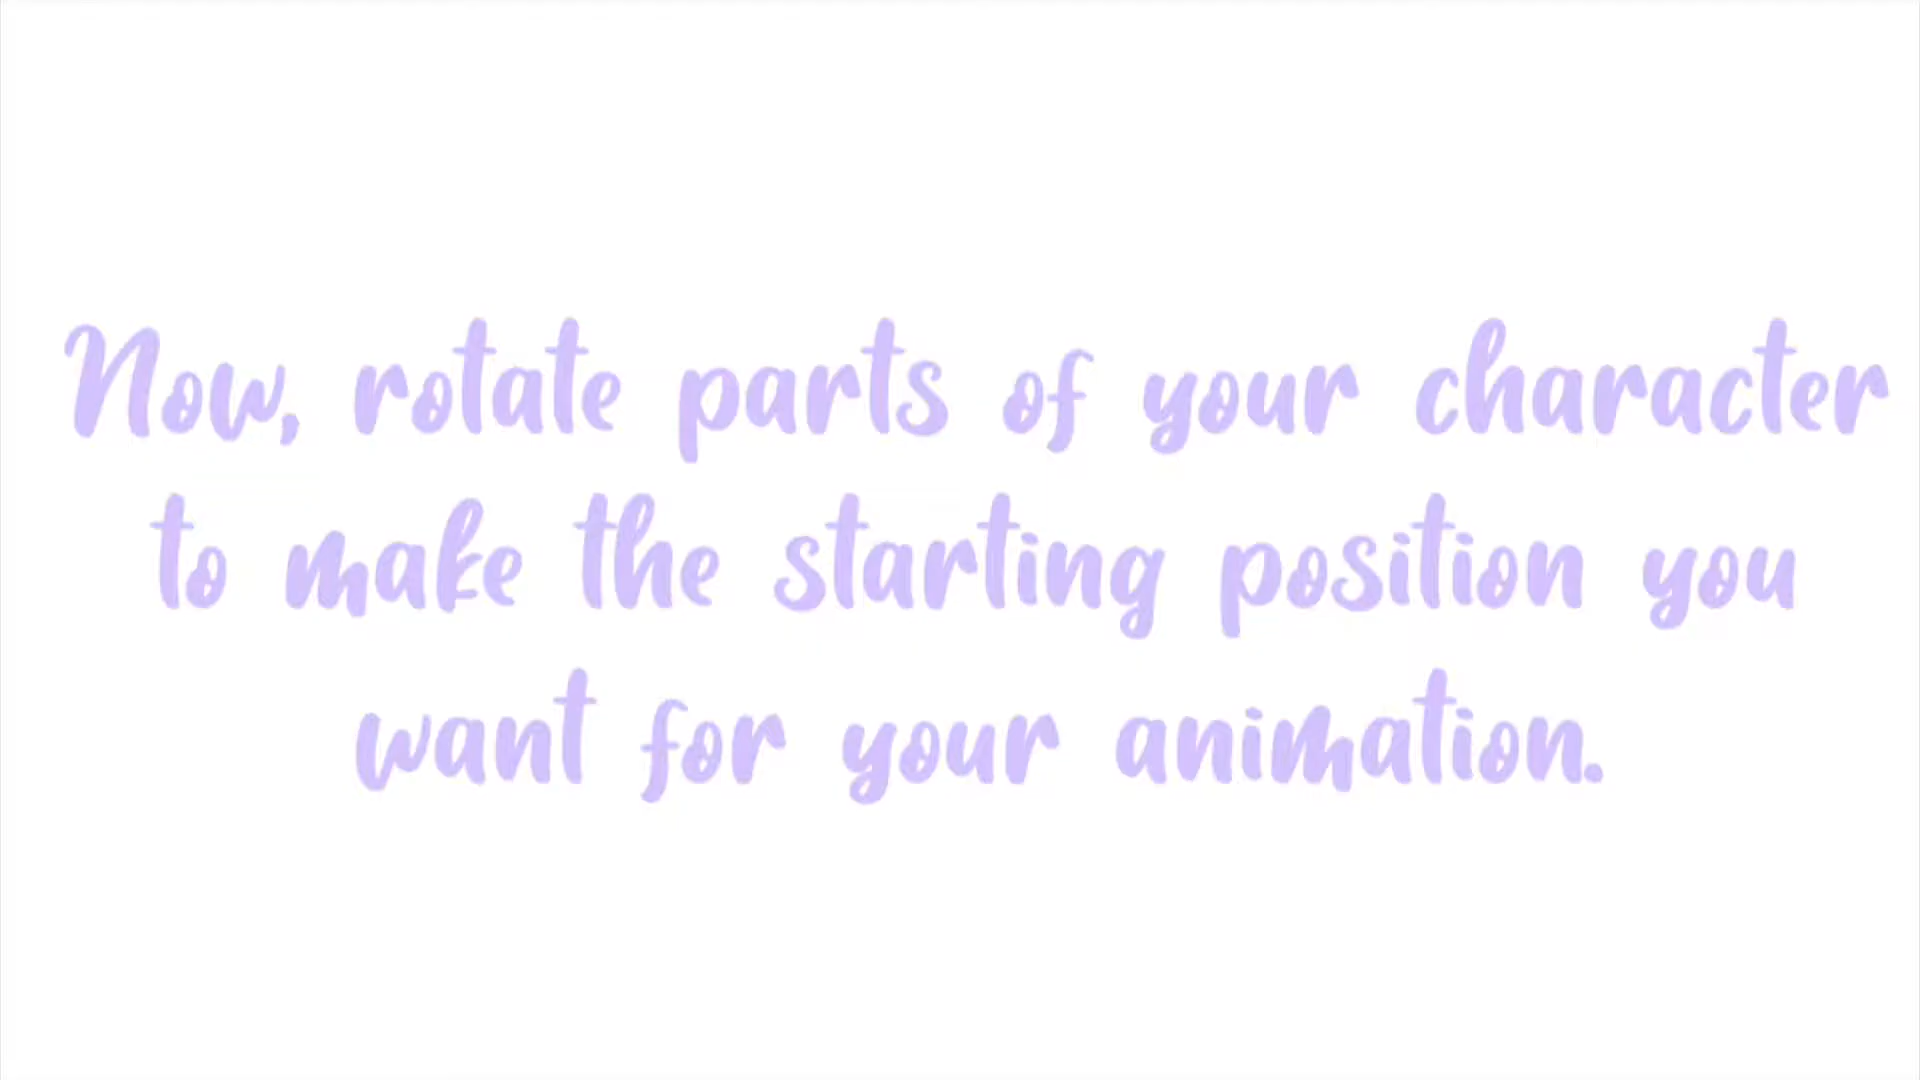 Now, rotate parts of your character
to make the starting position you
want for your animation.